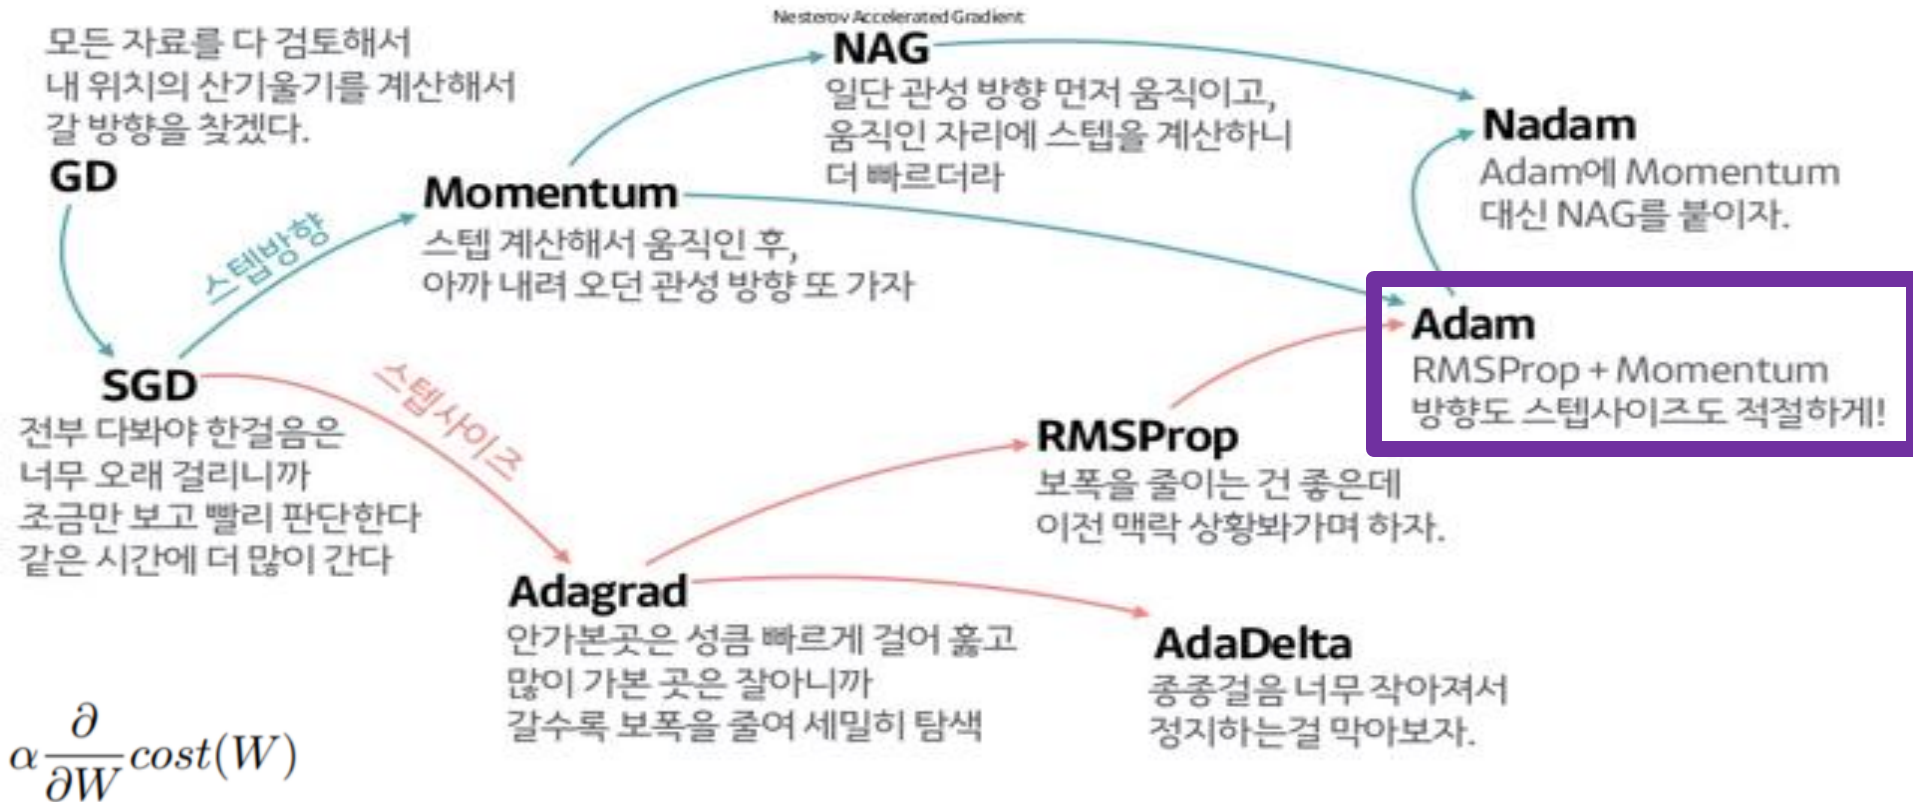 모든 자료를 다 검토해서
내 위치의 산기울기를 계산해서
갈 방향을 찾겠다.
GD
스텝방향
SGD
전부 다봐야 한걸음은
너무 오래 걸리니까
조금만 보고 빨리 판단한다
같은 시간에 더 많이 간다
Momentum
스텝 계산해서 움직인 후,
아까 내려 오던 관성 방향 또 가자
Nesterov Accelerated Gradient
NAG
일단 관성 방향 먼저 움직이고,
움직인 자리에 스텝을 계산하니
더 빠르더라
Nadam
Adam에 Momentum
대신 NAG를 붙이자.
Adam
RMSProp + Momentum
방향도 스텝사이즈도 적절하게!
스텝사이즈
RMSProp
보폭을 줄이는 건 좋은데
이전 맥락 상황봐가며 하자.
Adagrad
안가본곳은 성큼 빠르게 걸어 훑고
많이 가본 곳은 잘아니까
갈수록 보폭을 줄여 세밀히 탐색
AdaDelta
종종걸음 너무 작아져서
정지하는걸 막아보자.
α ∂/∂W cost(W)